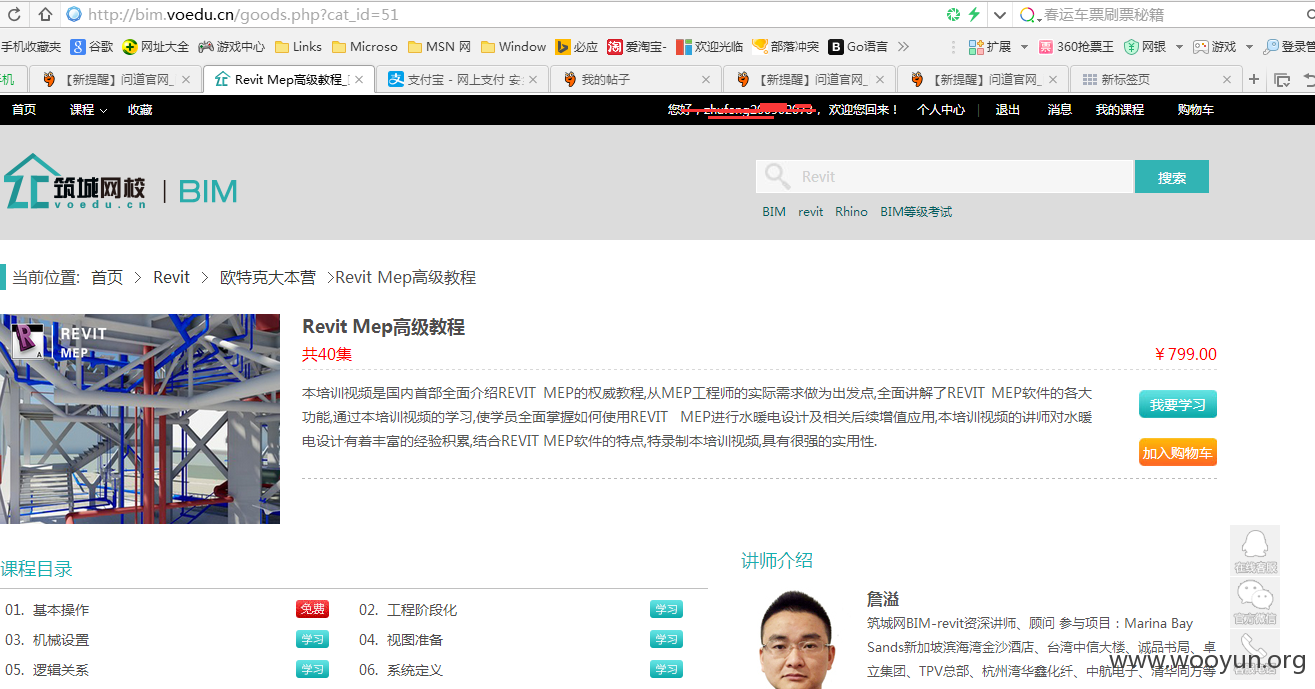 http://bim.voedu.cn/goods.php?cat_id=51 春运车票刷票秘籍
手机收藏夹 谷歌 网址大全 游戏中心 Links Microso MSN 网 Window 必应 爱淘宝- 欢迎光临 部落冲突 Go语言 扩展 360抢票王 网银 游戏 登录管
机 【新提醒】问道官网_ Revit Mep高级教程_ 支付宝 - 网上支付 安 我的帖子 【新提醒】问道官网_ 【新提醒】问道官网_ 新标签页
首页 课程 收藏 您好, , 欢迎您回来! 个人中心 | 退出 消息 我的课程 购物车
ZC 筑城网校 voedu.cn | BIM
Revit 搜索
BIM revit Rhino BIM等级考试
当前位置: 首页 > Revit > 欧特克大本营 >Revit Mep高级教程
REVIT
MEP
R
A
Revit Mep高级教程
共40集 ¥799.00
本培训视频是国内首部全面介绍REVIT MEP的权威教程,从MEP工程师的实际需求做为出发点,全面讲解了REVIT MEP软件的各大
功能,通过本培训视频的学习,使学员全面掌握如何使用REVIT MEP进行水暖电设计及相关后续增值应用,本培训视频的讲师对水暖
电设计有着丰富的经验积累,结合REVIT MEP软件的特点,特录制本培训视频,具有很强的实用性.
我要学习
加入购物车
在线客服
官方微信
课程目录
01. 基本操作 免费 02. 工程阶段化 学习
03. 机械设置 学习 04. 视图准备 学习
05. 逻辑关系 学习 06. 系统定义 学习
讲师介绍
詹溢
筑城网BIM-revit资深讲师、顾问 参与项目：Marina Bay
Sands新加坡滨海湾金沙酒店、台湾中信大楼、诚品书局、卓
立集团、TPV总部、杭州湾华鑫化纤、中航电子、清华同方等
www.wooyun.org